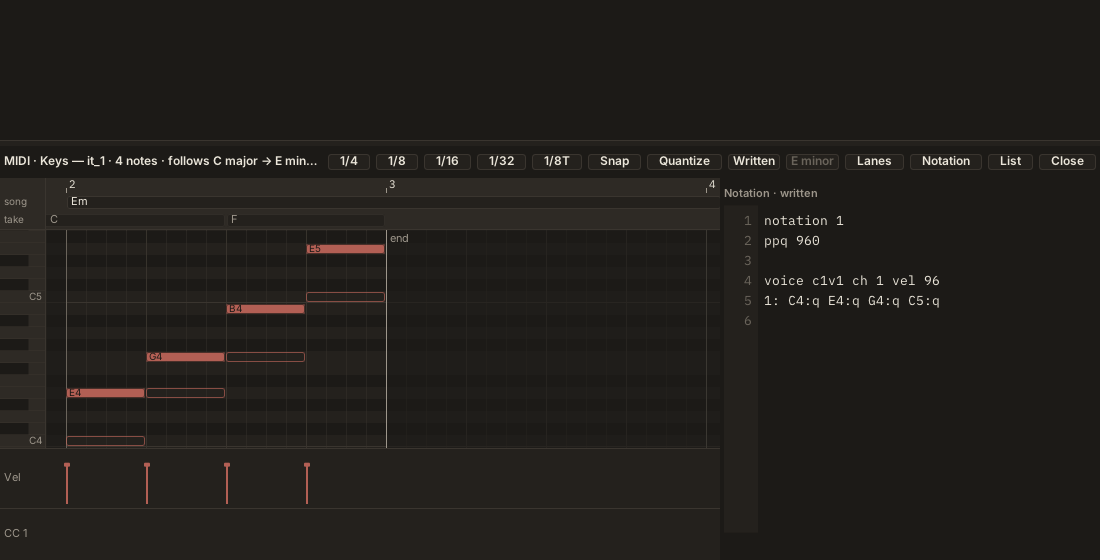 MIDI · Keys — it_1 · 4 notes · follows C major → E min… 1/4 1/8 1/16 1/32 1/8T Snap Quantize Written E minor Lanes Notation List Close
2 3 4
song Em
take C F
end
E5
C5
B4
G4
E4
C4
Vel
CC 1
Notation · written
1 notation 1
2 ppq 960
3
4 voice c1v1 ch 1 vel 96
5 1: C4:q E4:q G4:q C5:q
6